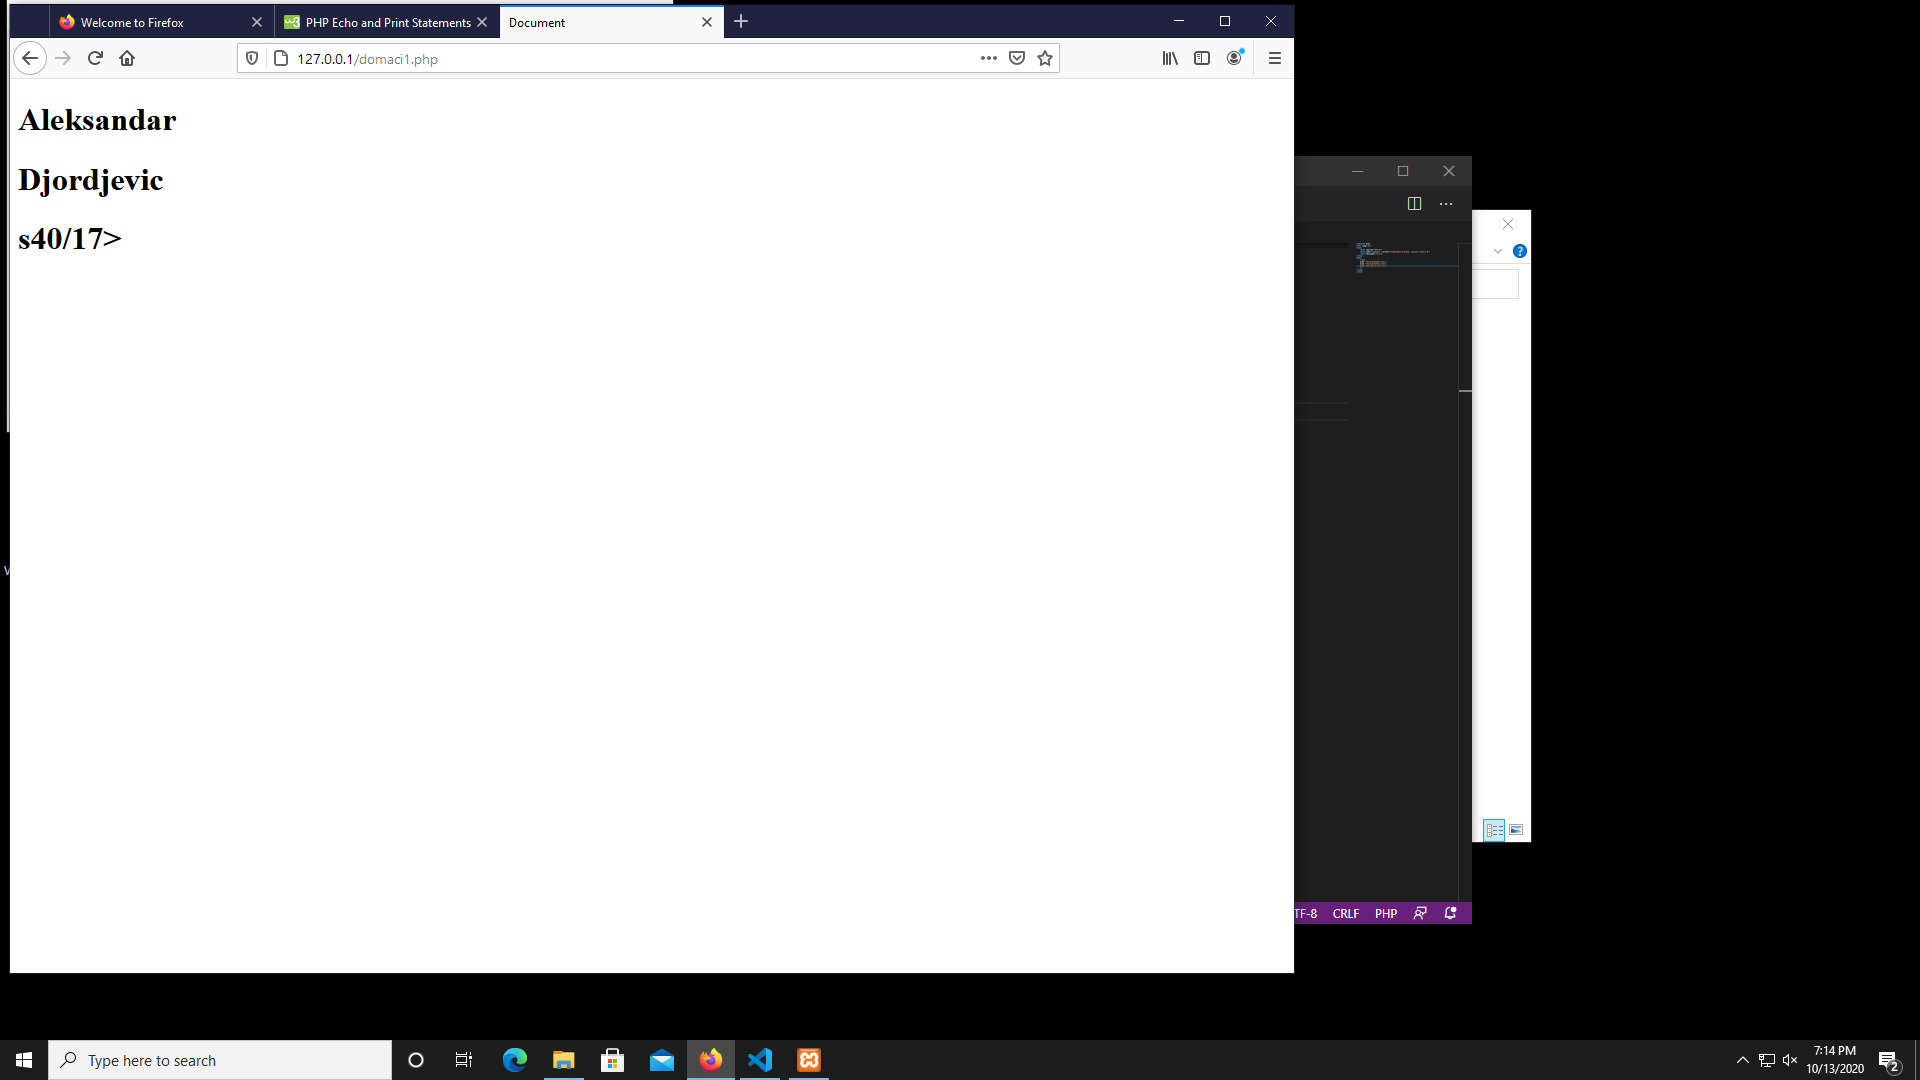 Welcome to Firefox
PHP Echo and Print Statements
Document
127.0.0.1/domaci1.php
Aleksandar
Djordjevic
s40/17>
TF-8 CRLF PHP
Type here to search
7:14 PM
10/13/2020
2